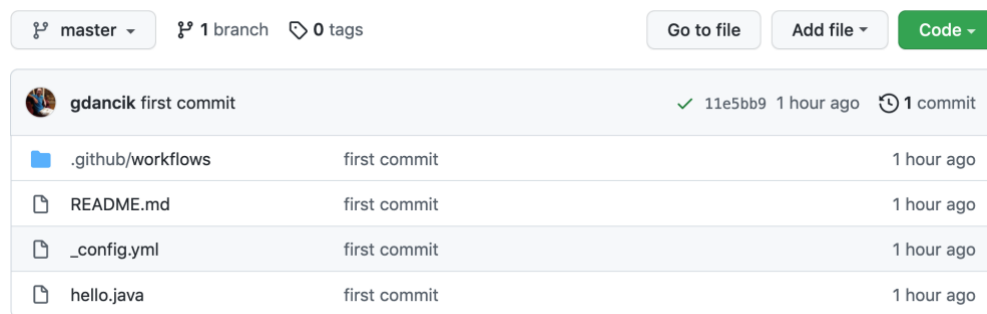 master 1 branch 0 tags Go to file Add file Code
gdancik first commit 11e5bb9 1 hour ago 1 commit
.github/workflows first commit 1 hour ago
README.md first commit 1 hour ago
_config.yml first commit 1 hour ago
hello.java first commit 1 hour ago